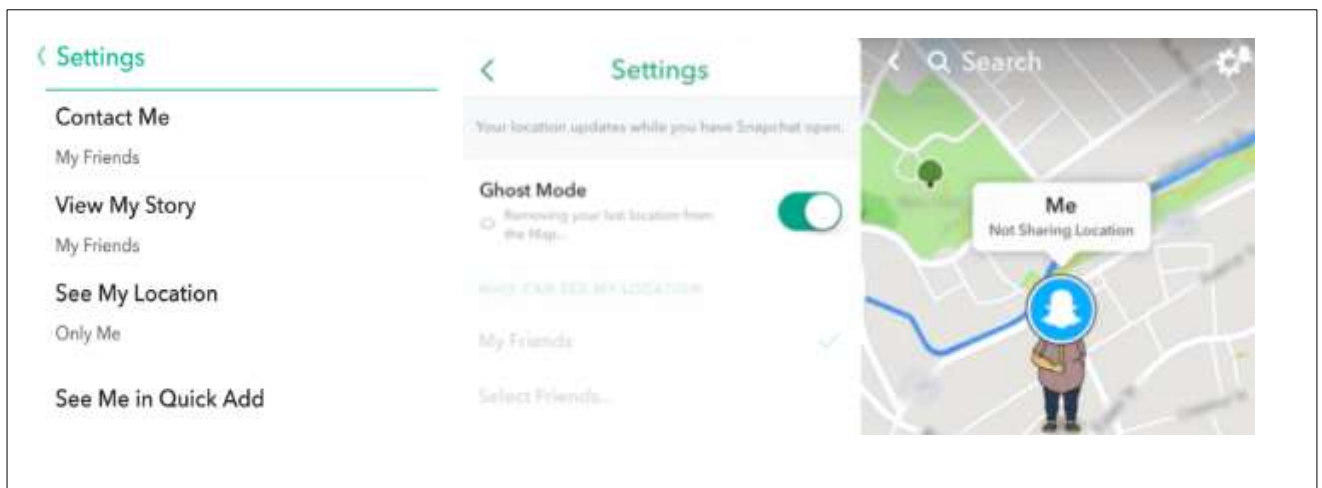 Settings
Contact Me
My Friends
View My Story
My Friends
See My Location
Only Me
See Me in Quick Add
Settings
Your location updates while you have Snapchat open.
Ghost Mode
Removing your last location from
the Map...
WHO CAN SEE MY LOCATION
My Friends
Select Friends...
Search
Me
Not Sharing Location